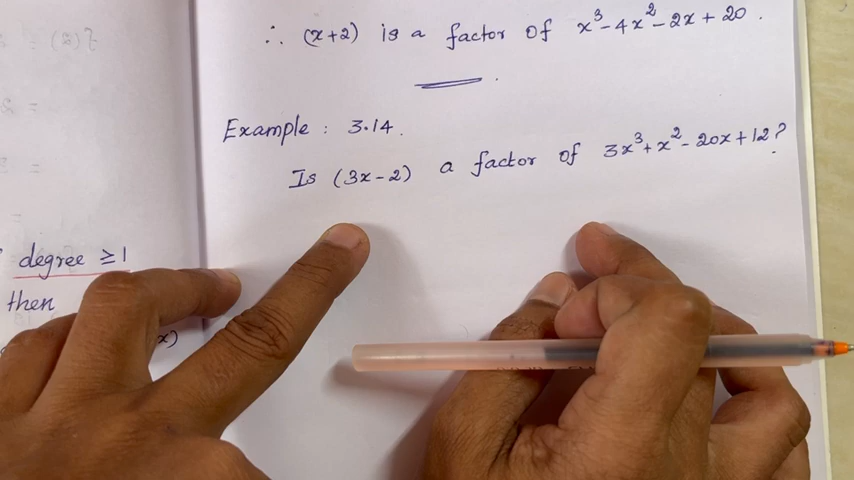 ∴ (x+2) is a factor of x³-4x²-2x+20.
Example: 3.14.
Is (3x-2) a factor of 3x³+x²-20x+12?
degree ≥1
then
x)